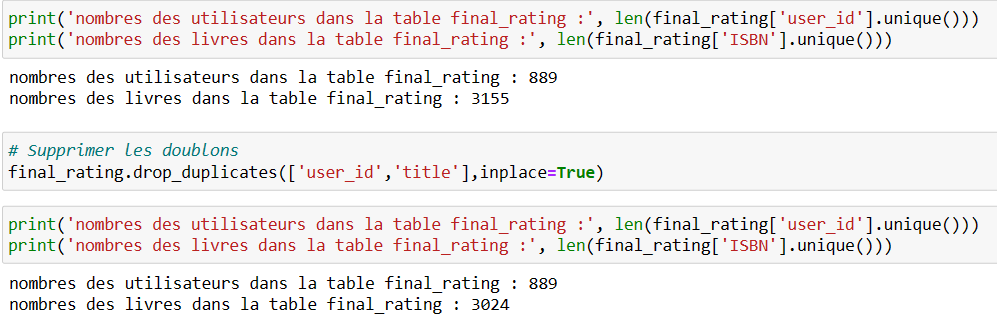 print('nombres des utilisateurs dans la table final_rating :', len(final_rating['user_id'].unique()))
print('nombres des livres dans la table final_rating :', len(final_rating['ISBN'].unique()))
nombres des utilisateurs dans la table final_rating : 889
nombres des livres dans la table final_rating : 3155
# Supprimer les doublons
final_rating.drop_duplicates(['user_id','title'],inplace=True)
print('nombres des utilisateurs dans la table final_rating :', len(final_rating['user_id'].unique()))
print('nombres des livres dans la table final_rating :', len(final_rating['ISBN'].unique()))
nombres des utilisateurs dans la table final_rating : 889
nombres des livres dans la table final_rating : 3024